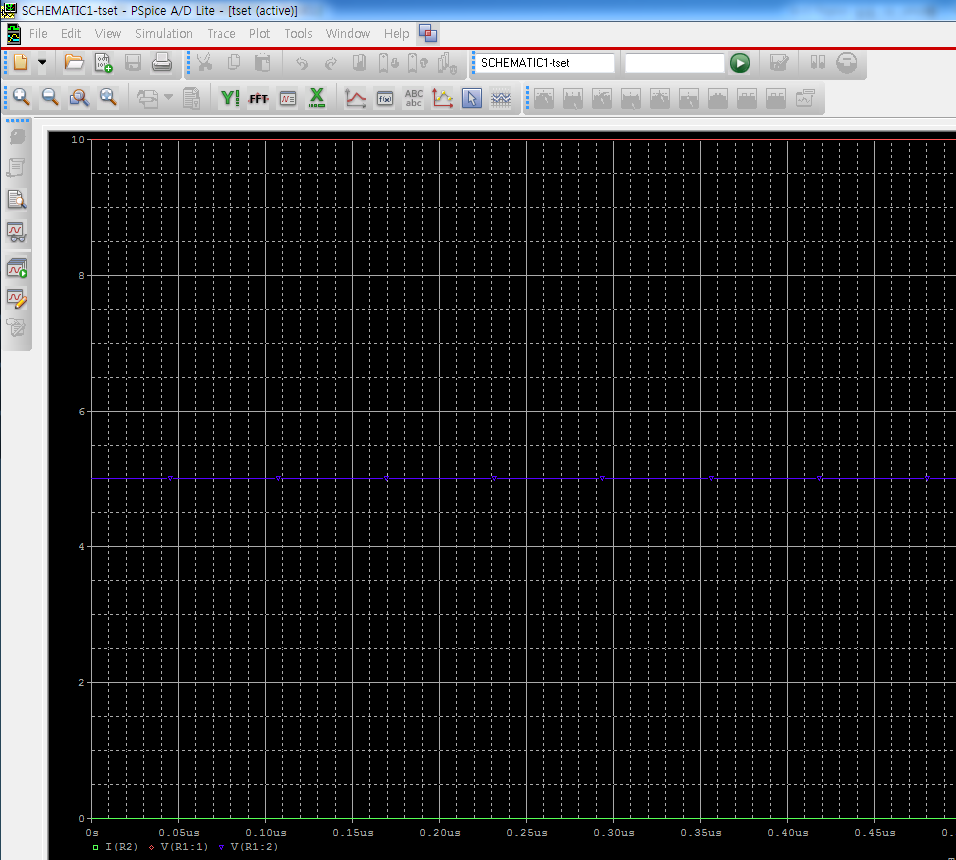 SCHEMATIC1-tset - PSpice A/D Lite - [tset (active)]
File Edit View Simulation Trace Plot Tools Window Help
SCHEMATIC1-tset
Y! FFT f(x) ABC abc
10
8
6
4
2
0
0s 0.05us 0.10us 0.15us 0.20us 0.25us 0.30us 0.35us 0.40us 0.45us 0.
I(R2) V(R1:1) V(R1:2)